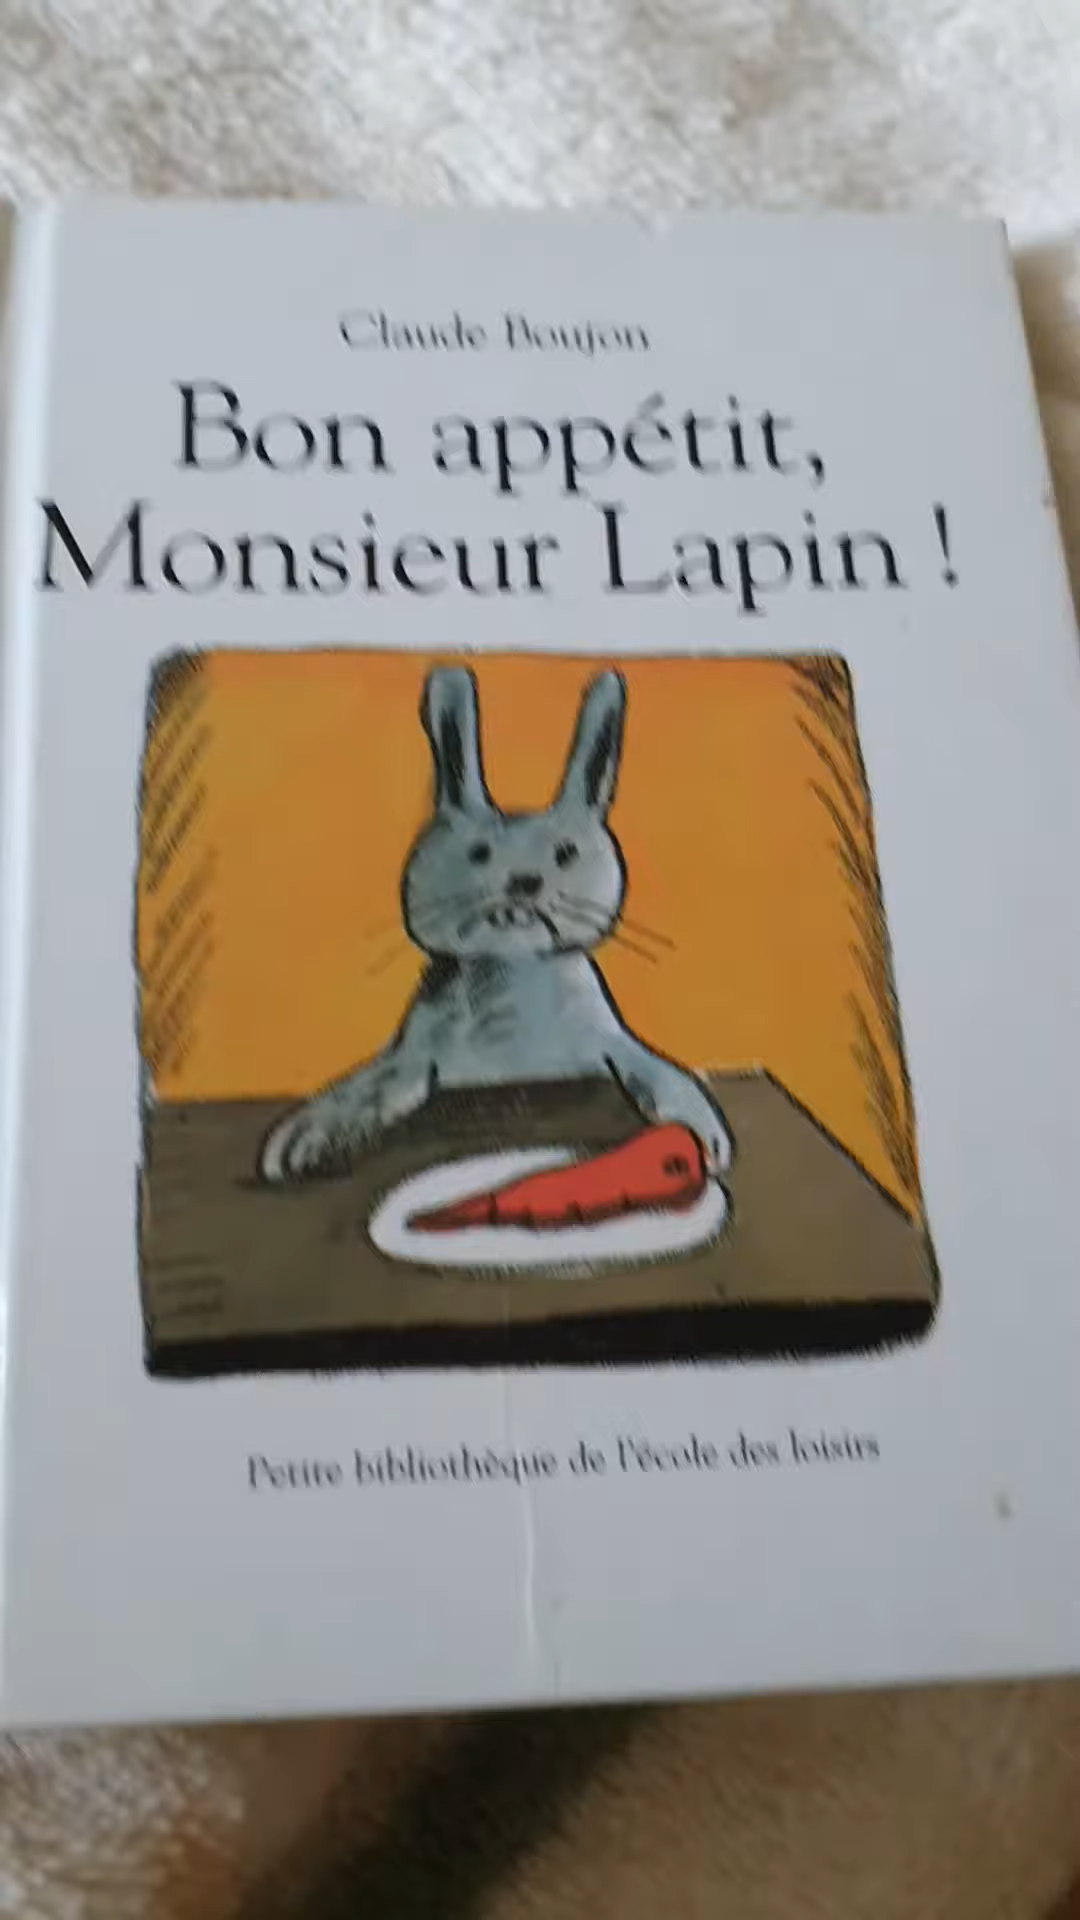 Claude Boujon
Bon appétit,
Monsieur Lapin !
Petite bibliothèque de l'école des loisirs